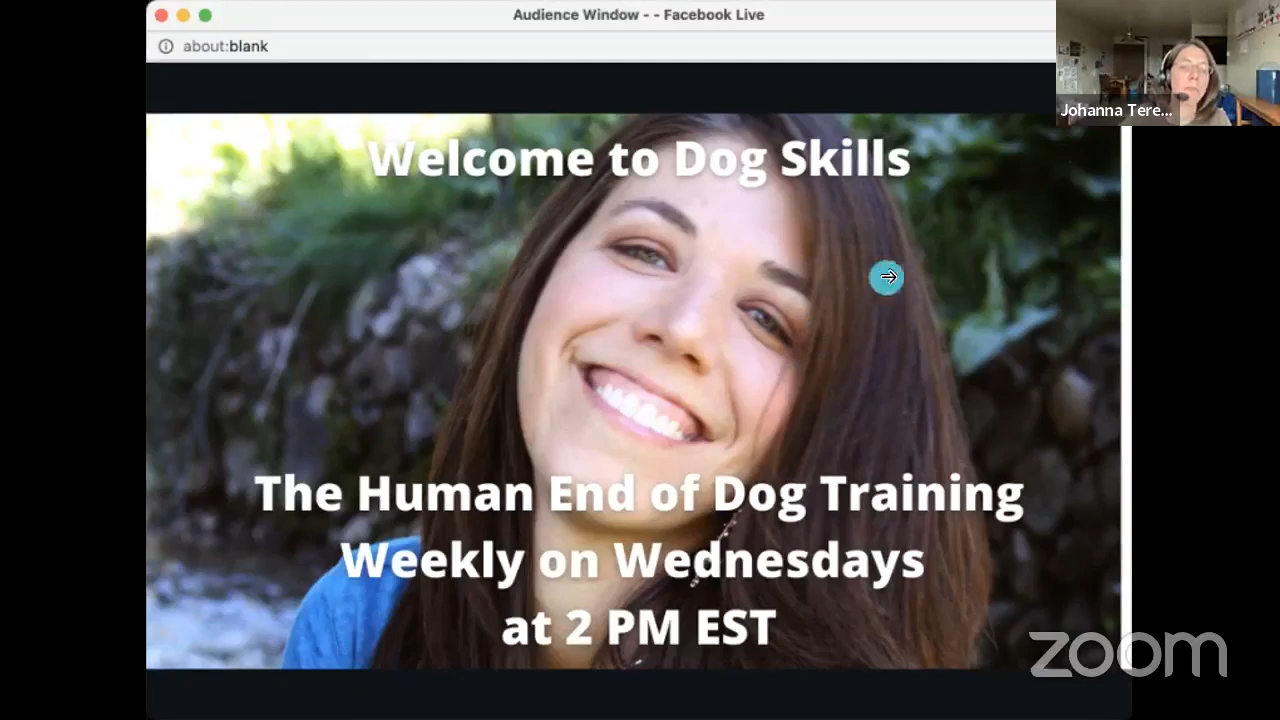 Audience Window - - Facebook Live
about:blank
Johanna Tere...
Welcome to Dog Skills
The Human End of Dog Training
Weekly on Wednesdays
at 2 PM EST
zoom